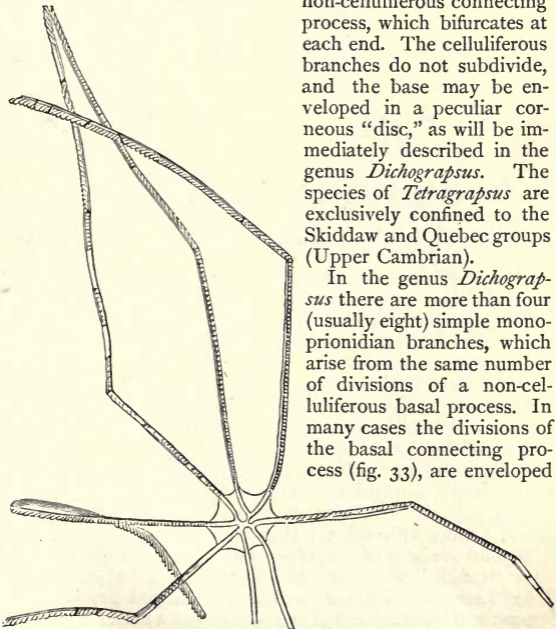 non-celluliferous connecting
process, which bifurcates at
each end. The celluliferous
branches do not subdivide,
and the base may be en-
veloped in a peculiar cor-
neous “disc,” as will be im-
mediately described in the
genus Dichograpsus. The
species of Tetragrapsus are
exclusively confined to the
Skiddaw and Quebec groups
(Upper Cambrian).
In the genus Dichograp-
sus there are more than four
(usually eight) simple mono-
prionidian branches, which
arise from the same number
of divisions of a non-cel-
luliferous basal process. In
many cases the divisions of
the basal connecting pro-
cess (fig. 33), are enveloped